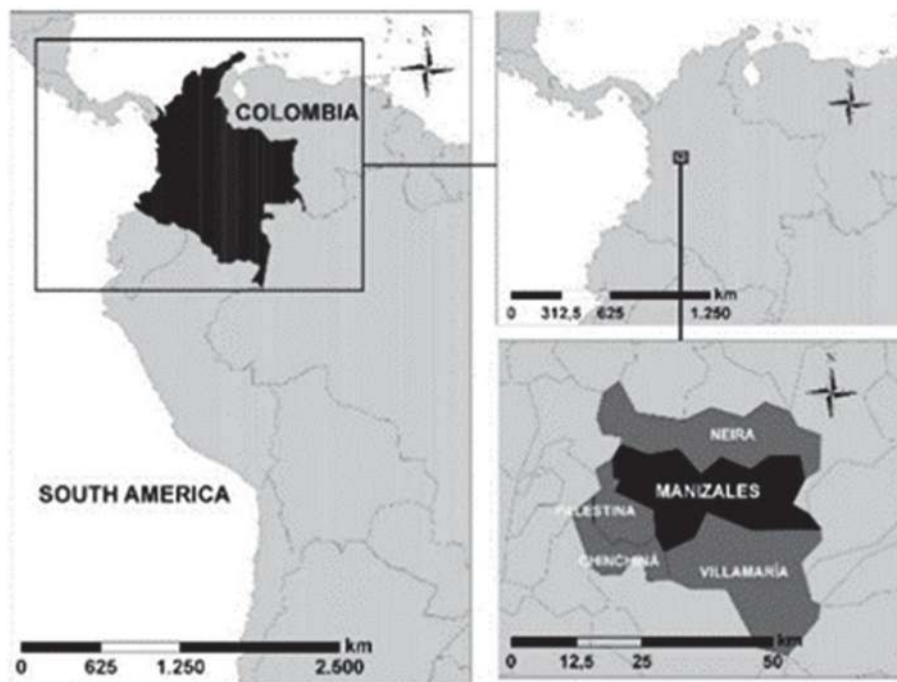 N
COLOMBIA
SOUTH AMERICA
km
0 625 1.250 2.500
N
km
0 312,5 625 1.250
N
NEIRA
MANIZALES
PALESTINA
CHINCHINÁ
VILLAMARÍA
km
0 12,5 25 50